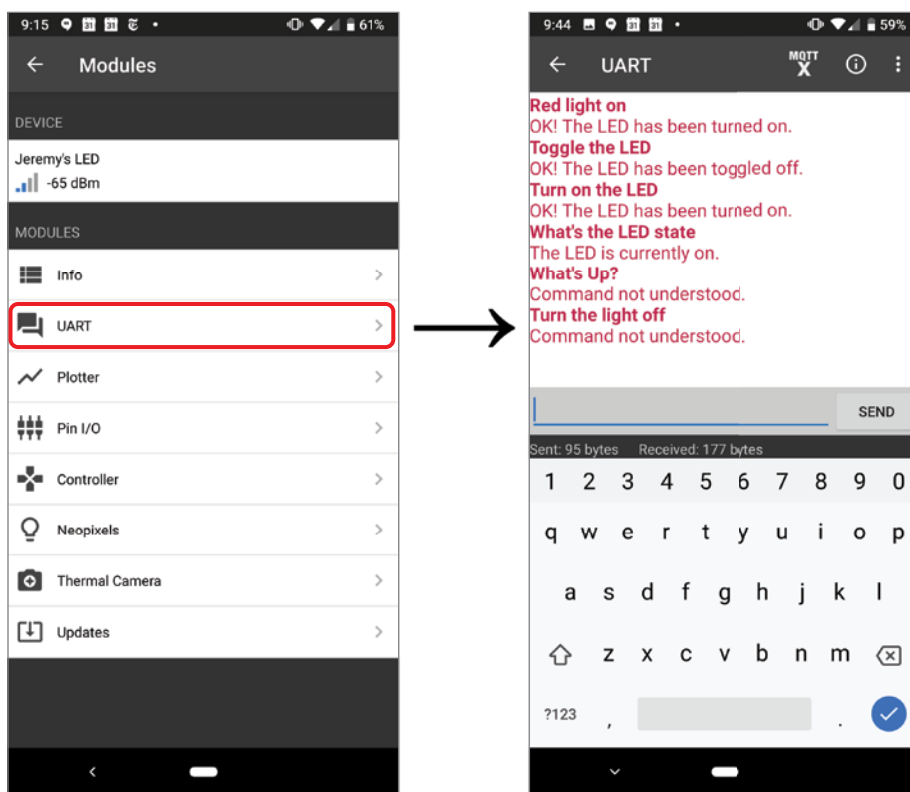 9:15 31 31 61%
Modules
DEVICE
Jeremy's LED
-65 dBm
MODULES
Info
UART
Plotter
Pin I/O
Controller
Neopixels
Thermal Camera
Updates
9:44 31 31 59%
UART MQTT X
Red light on
OK! The LED has been turned on.
Toggle the LED
OK! The LED has been toggled off.
Turn on the LED
OK! The LED has been turned on.
What's the LED state
The LED is currently on.
What's Up?
Command not understood.
Turn the light off
Command not understood.
SEND
Sent: 95 bytes Received: 177 bytes
1 2 3 4 5 6 7 8 9 0
q w e r t y u i o p
a s d f g h j k l
z x c v b n m
?123 , .